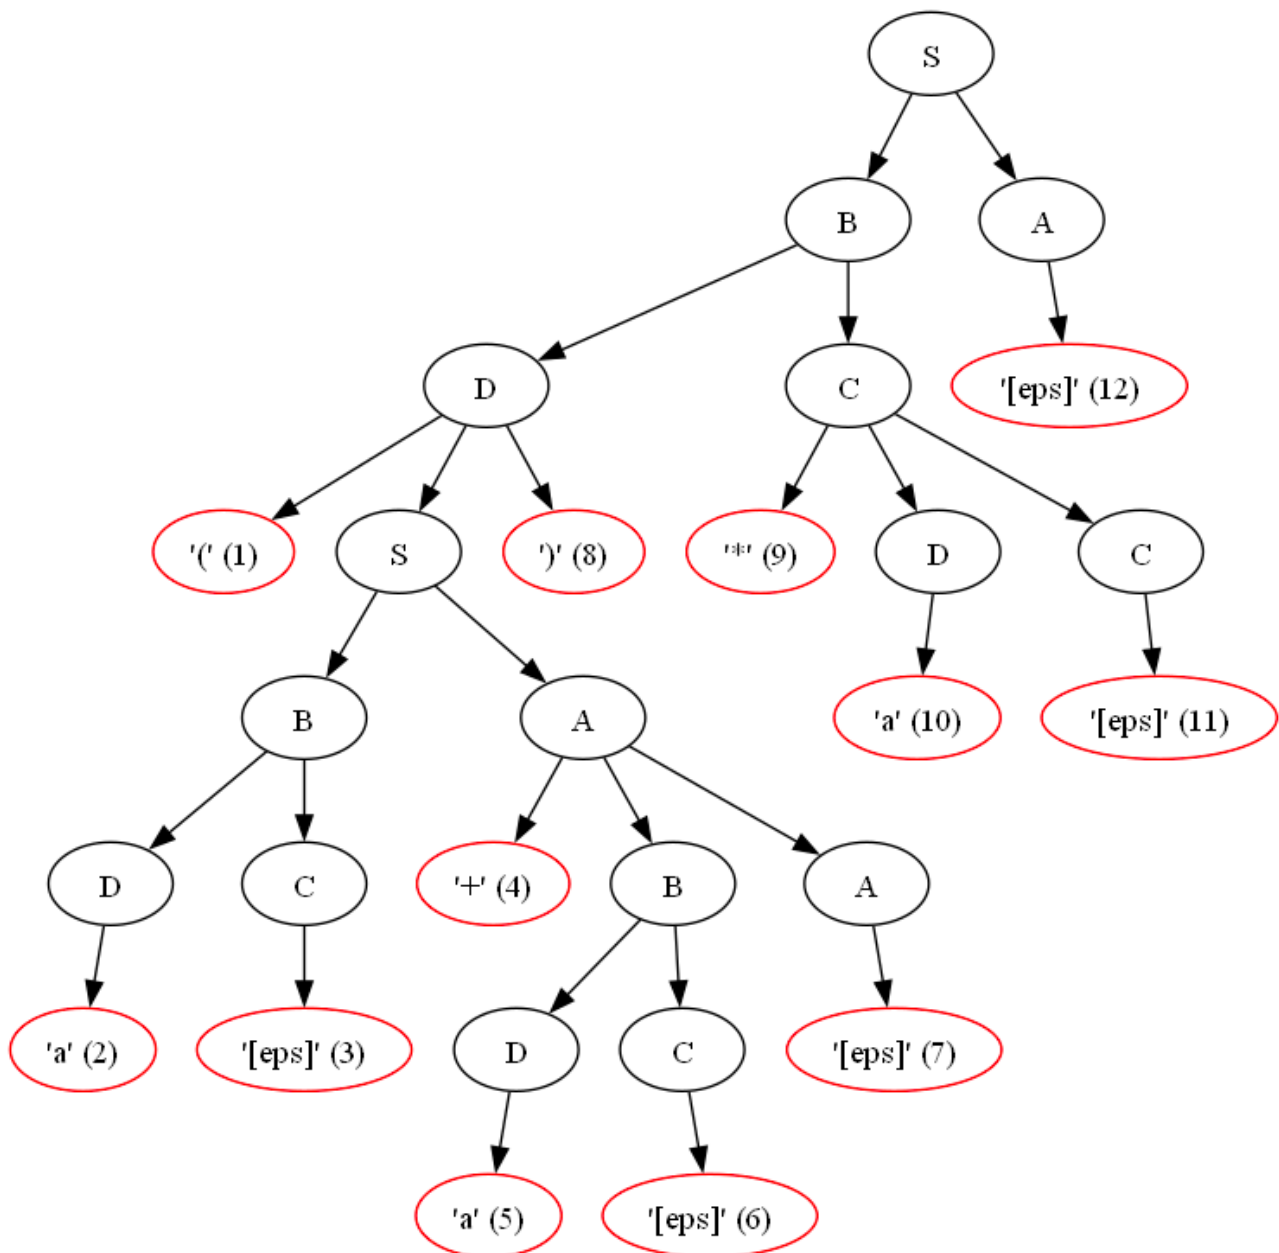 S
B A
D C '[eps]' (12)
'(' (1) S ')' (8) '*' (9) D C
B A 'a' (10) '[eps]' (11)
D C '+' (4) B A
'a' (2) '[eps]' (3) D C '[eps]' (7)
'a' (5) '[eps]' (6)